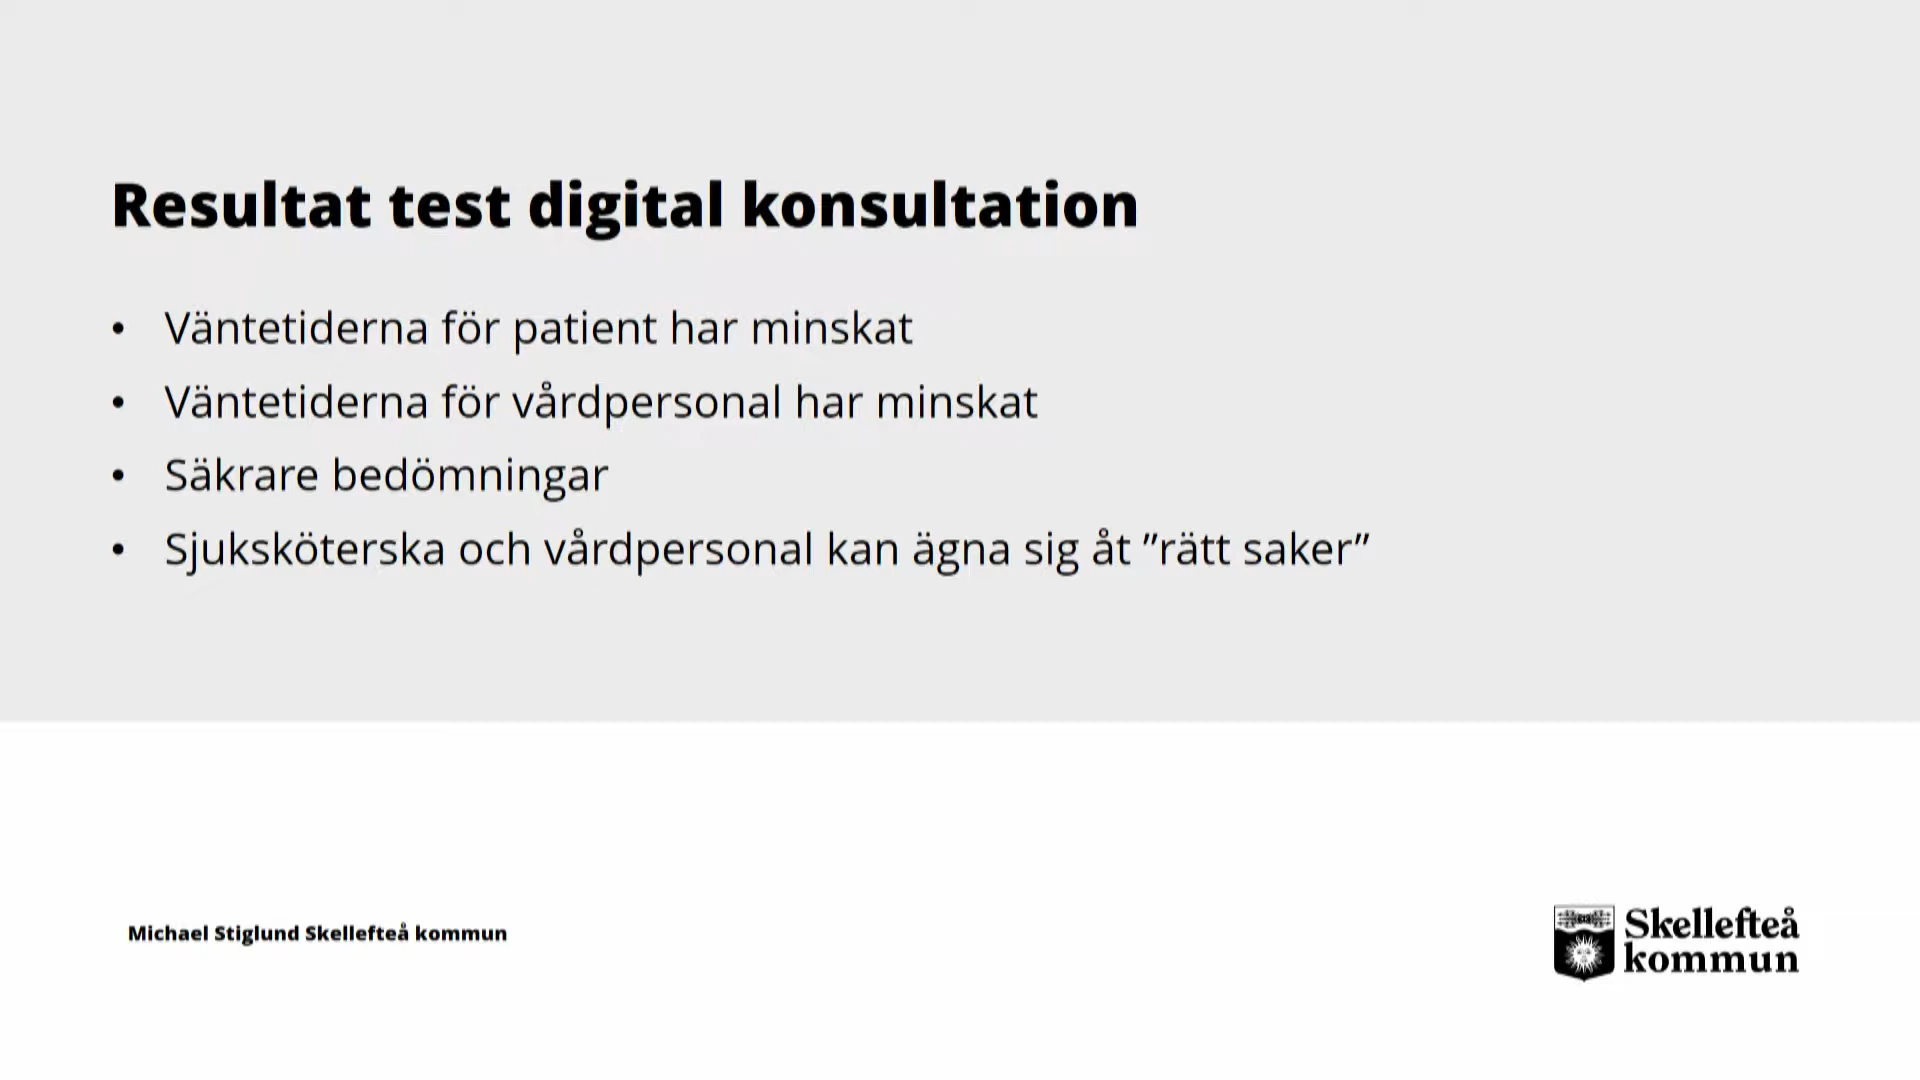 Resultat test digital konsultation
• Väntetiderna för patient har minskat
• Väntetiderna för vårdpersonal har minskat
• Säkrare bedömningar
• Sjuksköterska och vårdpersonal kan ägna sig åt ”rätt saker”
Michael Stiglund Skellefteå kommun
Skellefteå
kommun